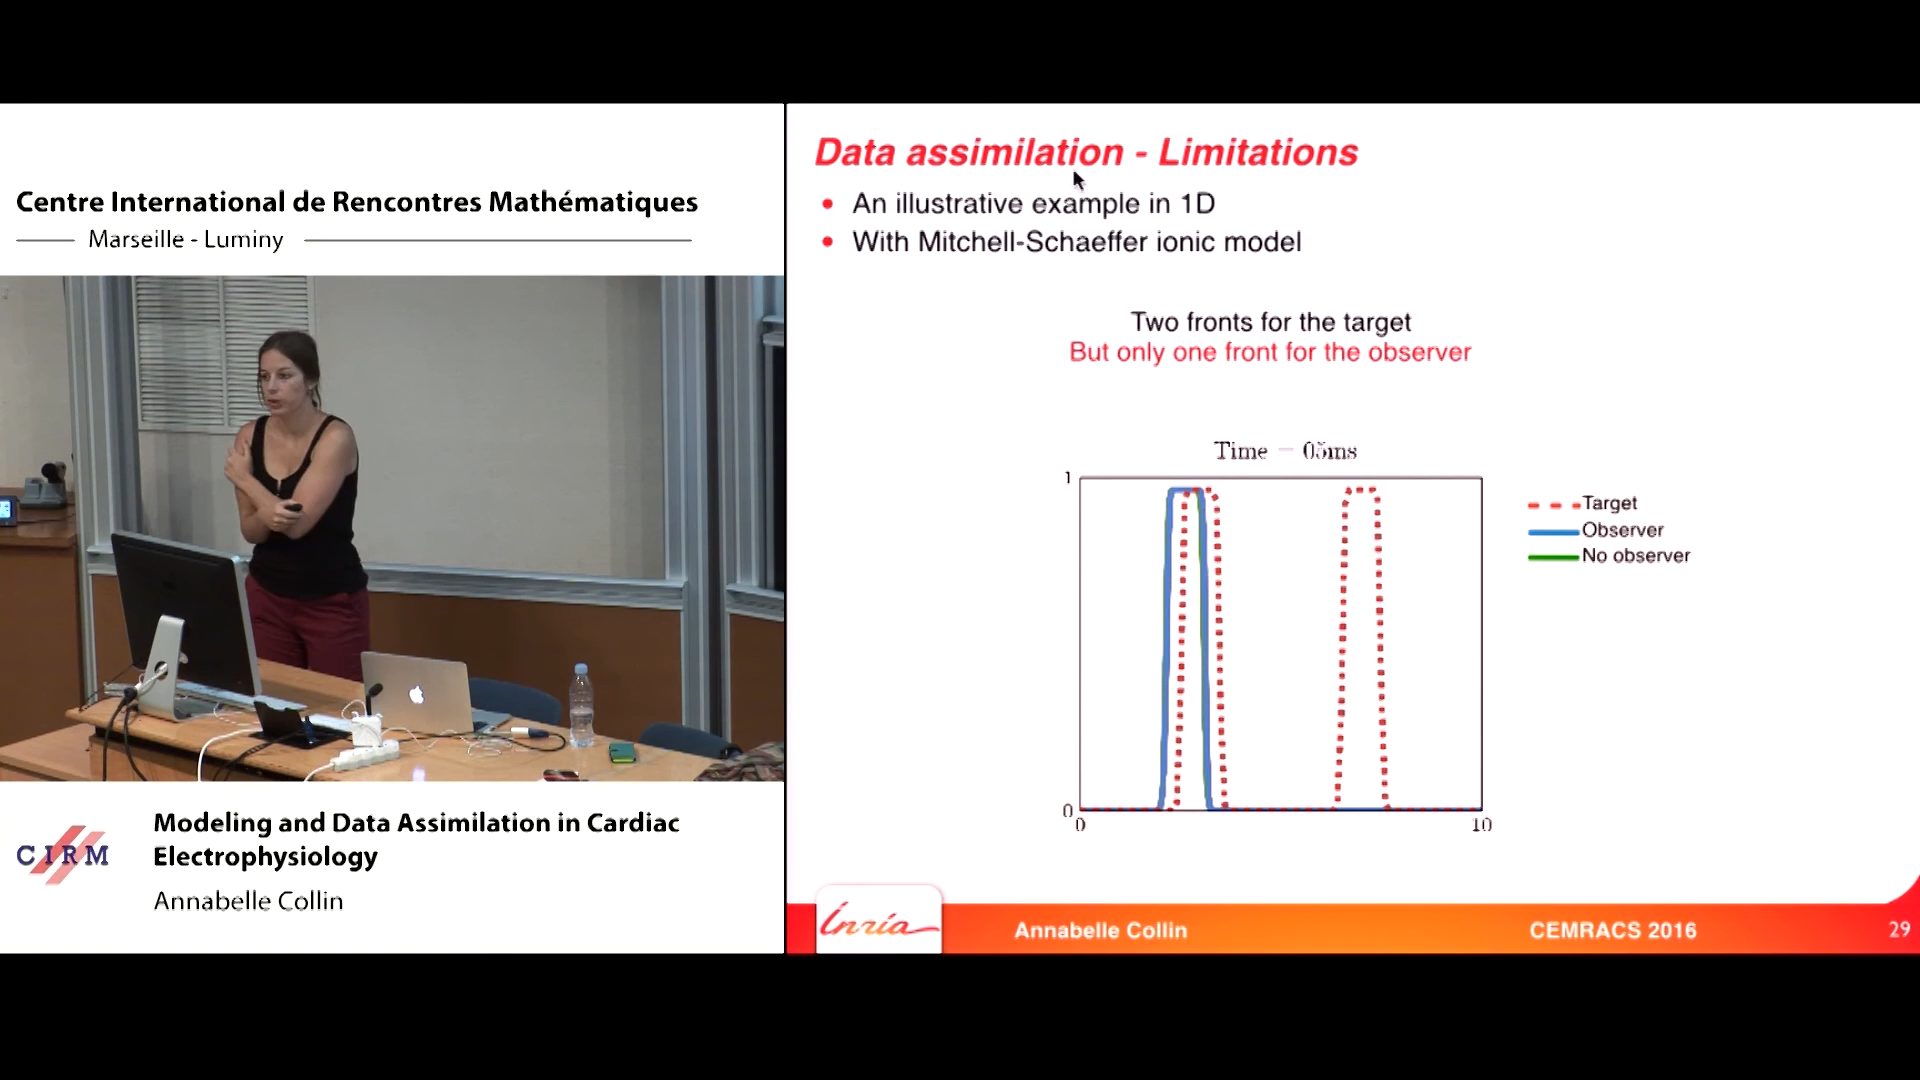 Centre International de Rencontres Mathématiques
Marseille - Luminy
Modeling and Data Assimilation in Cardiac
Electrophysiology
CIRM
Annabelle Collin
Data assimilation - Limitations
• An illustrative example in 1D
• With Mitchell-Schaeffer ionic model
Two fronts for the target
But only one front for the observer
Time = 05ms
1
0
0
10
Target
Observer
No observer
Inria
Annabelle Collin
CEMRACS 2016
29